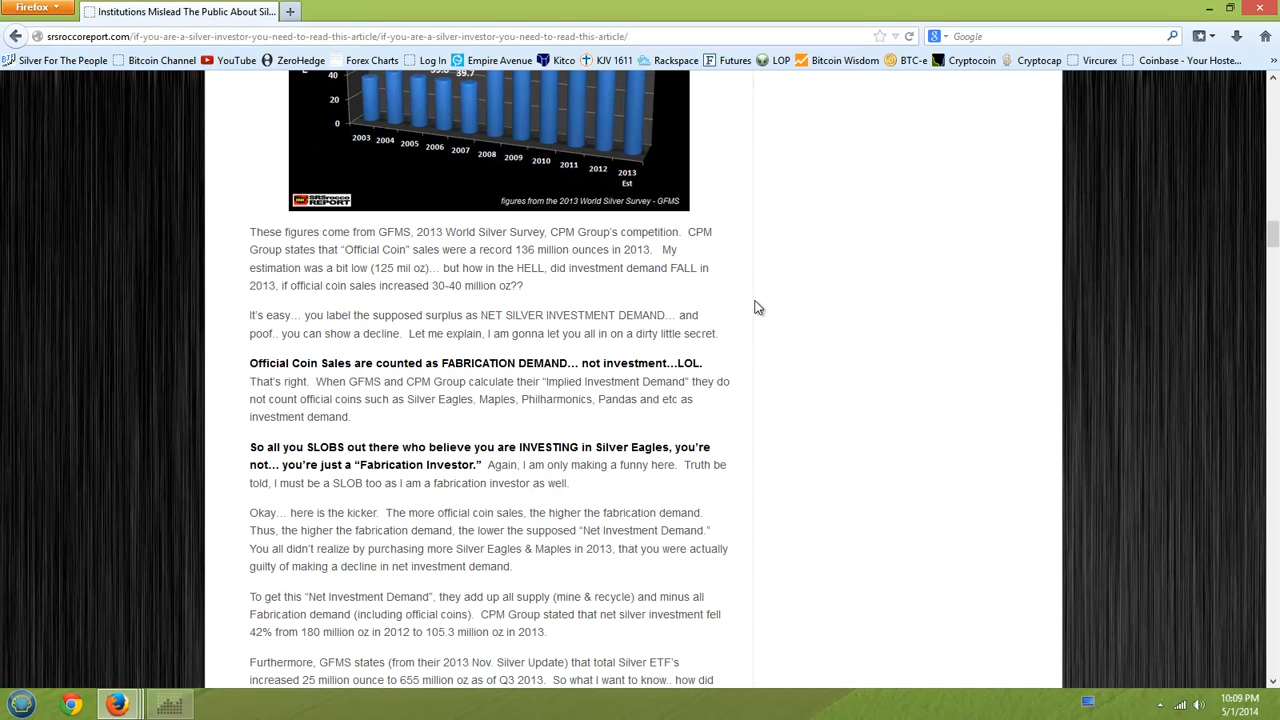 Firefox
Institutions Mislead The Public About Sil...
srsroccoreport.com/if-you-are-a-silver-investor-you-need-to-read-this-article/if-you-are-a-silver-investor-you-need-to-read-this-article/
Google
Silver For The People
Bitcoin Channel
YouTube
ZeroHedge
Forex Charts
Log In
Empire Avenue
Kitco
KJV 1611
Rackspace
Futures
LOP
Bitcoin Wisdom
BTC-e
Cryptocoin
Cryptocap
Vircurex
Coinbase - Your Hoste...
40
39.7
20
0
2003 2004 2005 2006 2007 2008 2009 2010 2011 2012 2013
Est
SRSrocco
REPORT
figures from the 2013 World Silver Survey - GFMS
These figures come from GFMS, 2013 World Silver Survey, CPM Group's competition.  CPM
Group states that "Official Coin" sales were a record 136 million ounces in 2013.   My
estimation was a bit low (125 mil oz)... but how in the HELL, did investment demand FALL in
2013, if official coin sales increased 30-40 million oz??
It's easy... you label the supposed surplus as NET SILVER INVESTMENT DEMAND... and
poof.. you can show a decline.  Let me explain, I am gonna let you all in on a dirty little secret.
Official Coin Sales are counted as FABRICATION DEMAND... not investment...LOL.
That's right.  When GFMS and CPM Group calculate their "Implied Investment Demand" they do
not count official coins such as Silver Eagles, Maples, Philharmonics, Pandas and etc as
investment demand.
So all you SLOBS out there who believe you are INVESTING in Silver Eagles, you're
not... you're just a "Fabrication Investor."  Again, I am only making a funny here.  Truth be
told, I must be a SLOB too as I am a fabrication investor as well.
Okay... here is the kicker.  The more official coin sales, the higher the fabrication demand.
Thus, the higher the fabrication demand, the lower the supposed "Net Investment Demand."
You all didn't realize by purchasing more Silver Eagles & Maples in 2013, that you were actually
guilty of making a decline in net investment demand.
To get this "Net Investment Demand", they add up all supply (mine & recycle) and minus all
Fabrication demand (including official coins).  CPM Group stated that net silver investment fell
42% from 180 million oz in 2012 to 105.3 million oz in 2013.
Furthermore, GFMS states (from their 2013 Nov. Silver Update) that total Silver ETF's
increased 25 million ounce to 655 million oz as of Q3 2013.  So what I want to know.. how did
10:09 PM
5/1/2014